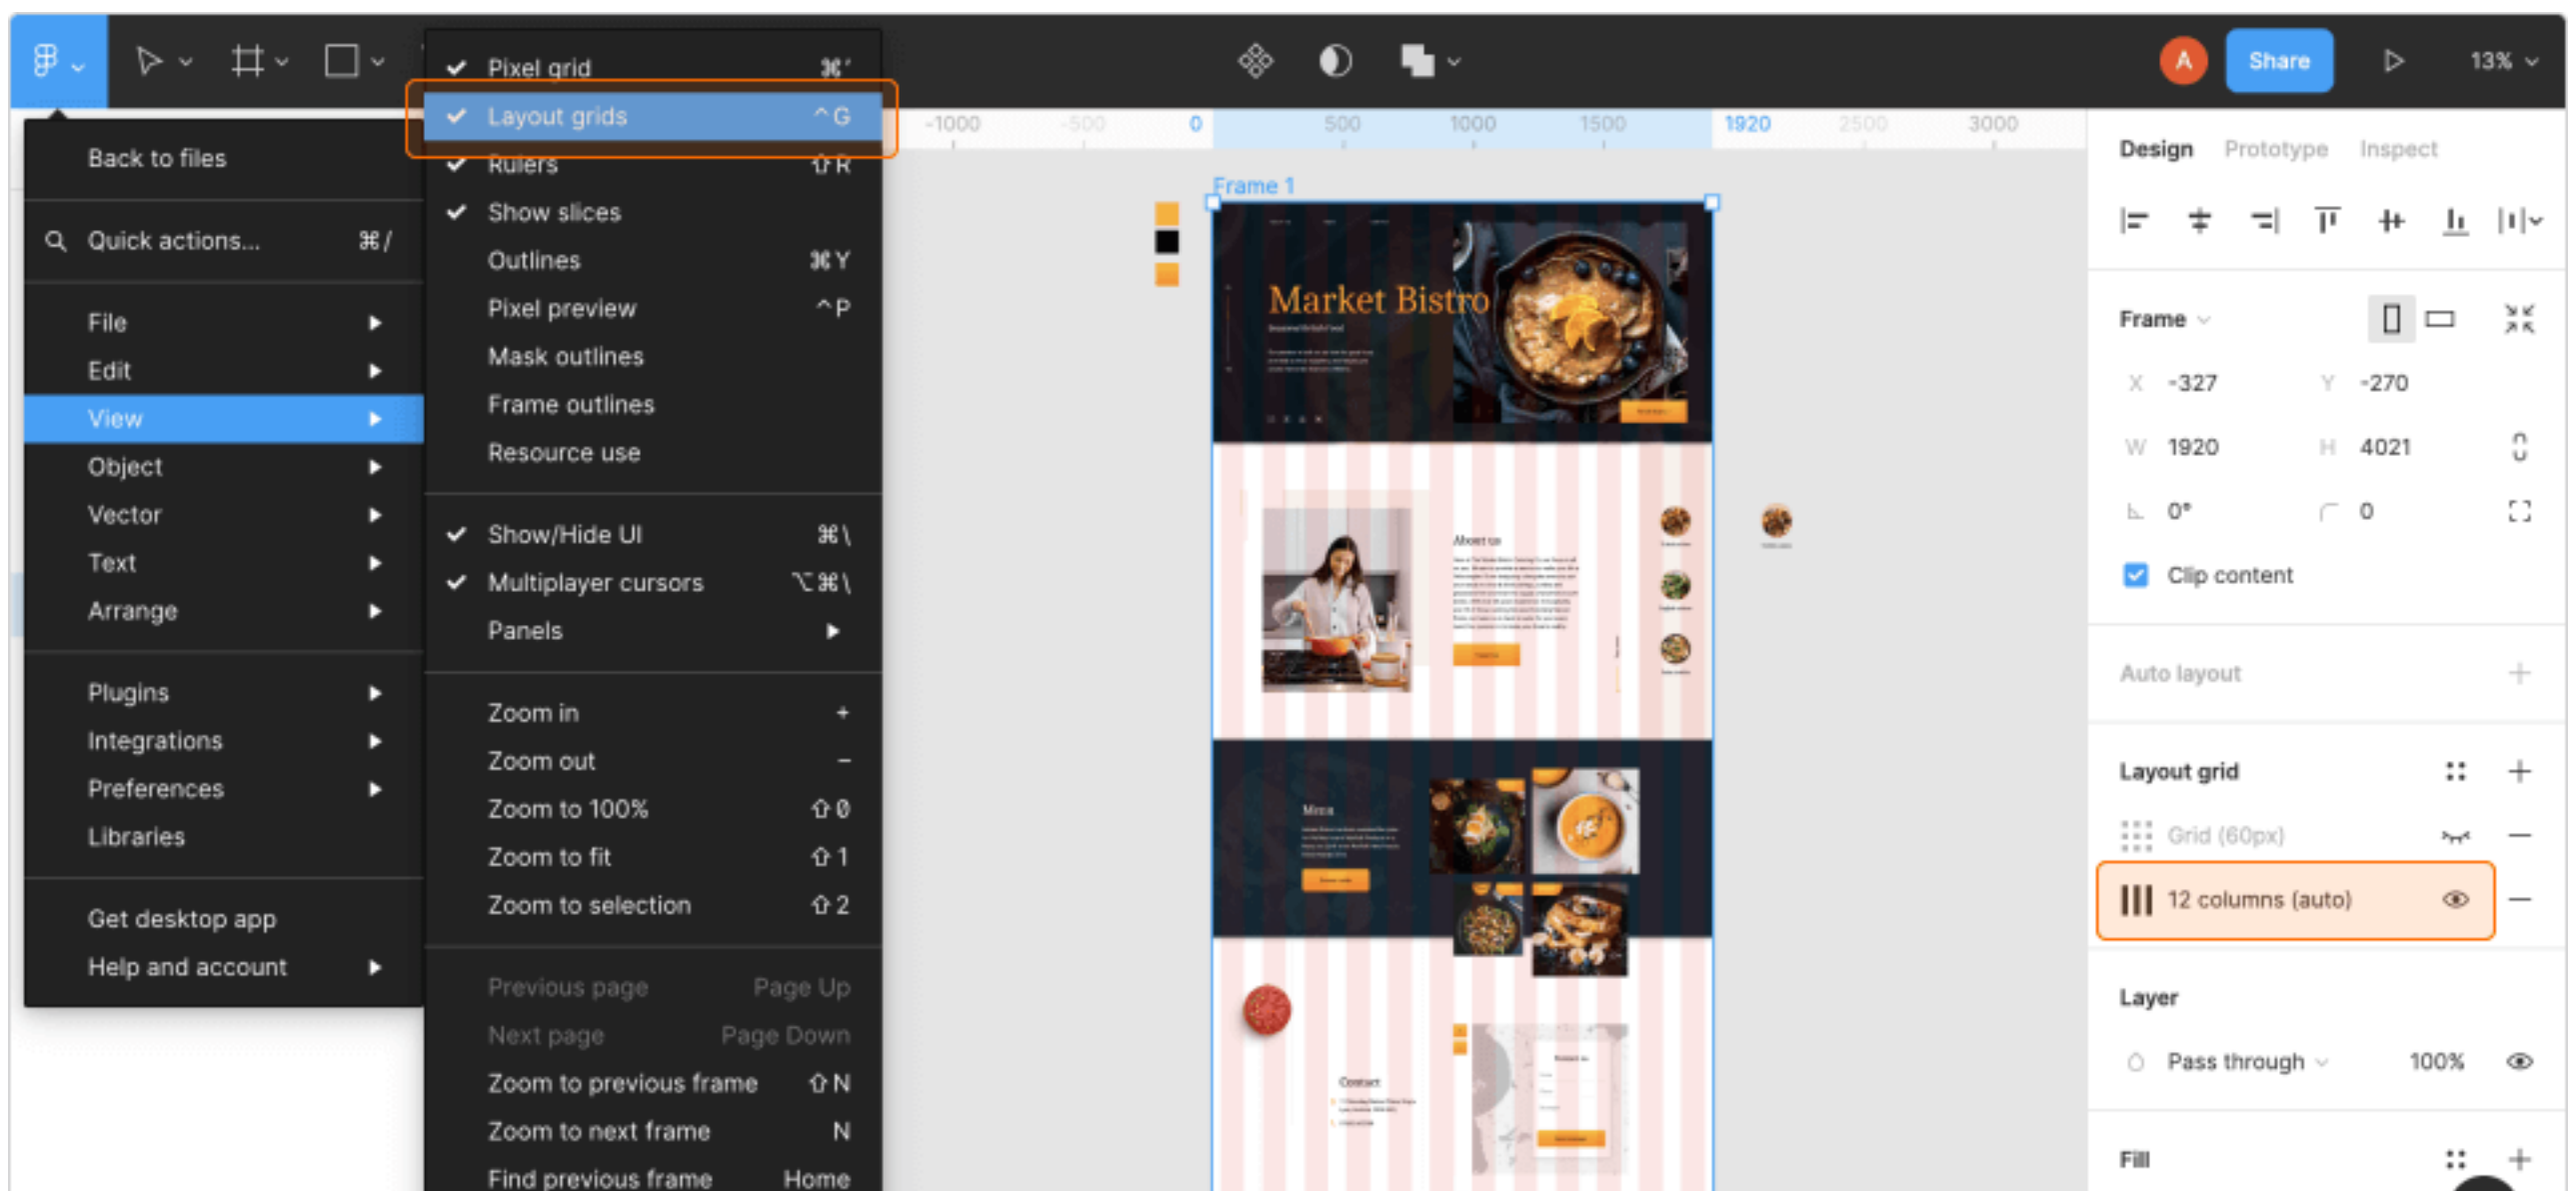 Back to files
Quick actions... ⌘/
File
Edit
View
Object
Vector
Text
Arrange
Plugins
Integrations
Preferences
Libraries
Get desktop app
Help and account
Pixel grid ⌘'
Layout grids ^G
Rulers ⇧R
Show slices
Outlines ⌘Y
Pixel preview ^P
Mask outlines
Frame outlines
Resource use
Show/Hide UI ⌘\
Multiplayer cursors ⌥⌘\
Panels
Zoom in +
Zoom out –
Zoom to 100% ⇧0
Zoom to fit ⇧1
Zoom to selection ⇧2
Previous page Page Up
Next page Page Down
Zoom to previous frame ⇧N
Zoom to next frame N
Find previous frame Home
-1000 -500 0 500 1000 1500 1920 2500 3000
Frame 1
Market Bistro
About us
Menu
Contact
A Share 13%
Design Prototype Inspect
Frame
X -327 Y -270
W 1920 H 4021
0° 0
Clip content
Auto layout
Layout grid
Grid (60px)
12 columns (auto)
Layer
Pass through 100%
Fill